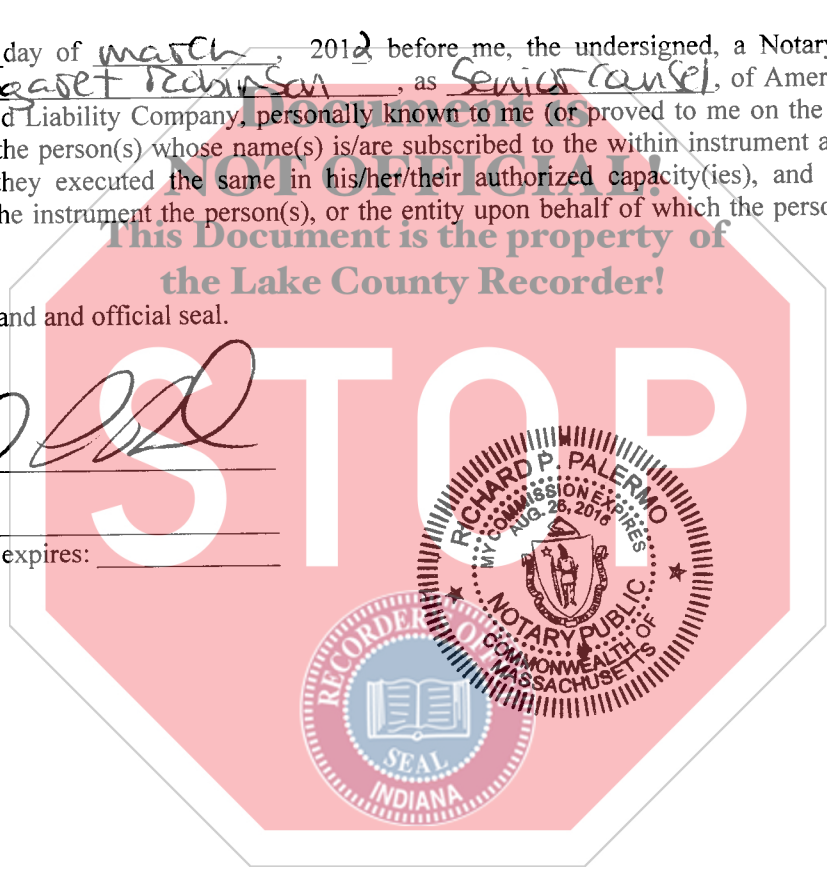 day of march , 2012 before me, the undersigned, a Notary
garet Robinson , as Senior Counsel, of Amer
d Liability Company, personally known to me (or proved to me on the
he person(s) whose name(s) is/are subscribed to the within instrument a
hey executed the same in his/her/their authorized capacity(ies), and
he instrument the person(s), or the entity upon behalf of which the perso
Document is
NOT OFFICIAL!
This Document is the property of
the Lake County Recorder!
and and official seal.
STOP
expires:
RICHARD P. PALERMO
MY COMMISSION EXPIRES
AUG. 26, 2016
NOTARY PUBLIC
COMMONWEALTH OF
MASSACHUSETTS
RECORDER'S OFFICE
SEAL
INDIANA